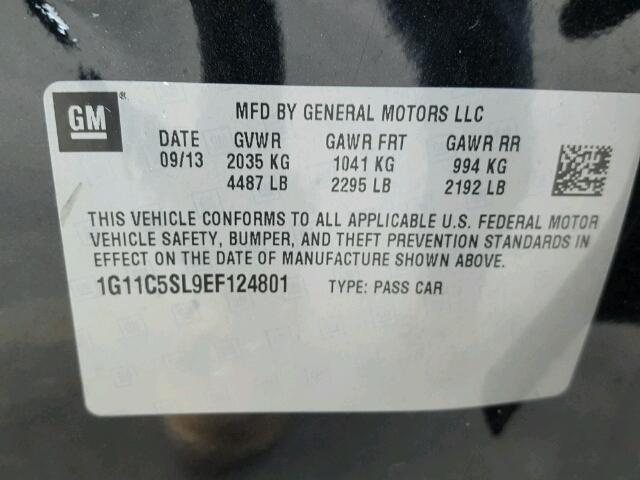 GM ®
MFD BY GENERAL MOTORS LLC
DATE GVWR GAWR FRT GAWR RR
09/13 2035 KG 1041 KG 994 KG
4487 LB 2295 LB 2192 LB
THIS VEHICLE CONFORMS TO ALL APPLICABLE U.S. FEDERAL MOTOR
VEHICLE SAFETY, BUMPER, AND THEFT PREVENTION STANDARDS IN
EFFECT ON THE DATE OF MANUFACTURE SHOWN ABOVE.
1G11C5SL9EF124801 TYPE: PASS CAR